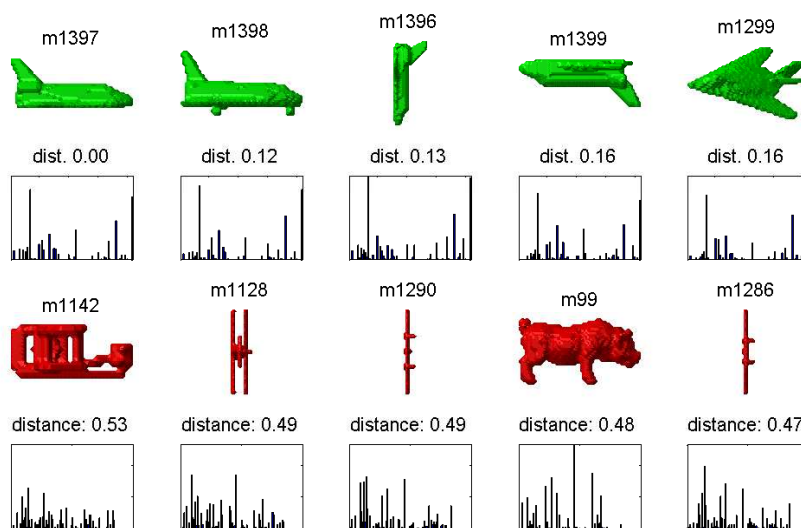 m1397 m1398 m1396 m1399 m1299
dist. 0.00 dist. 0.12 dist. 0.13 dist. 0.16 dist. 0.16
m1142 m1128 m1290 m99 m1286
distance: 0.53 distance: 0.49 distance: 0.49 distance: 0.48 distance: 0.47